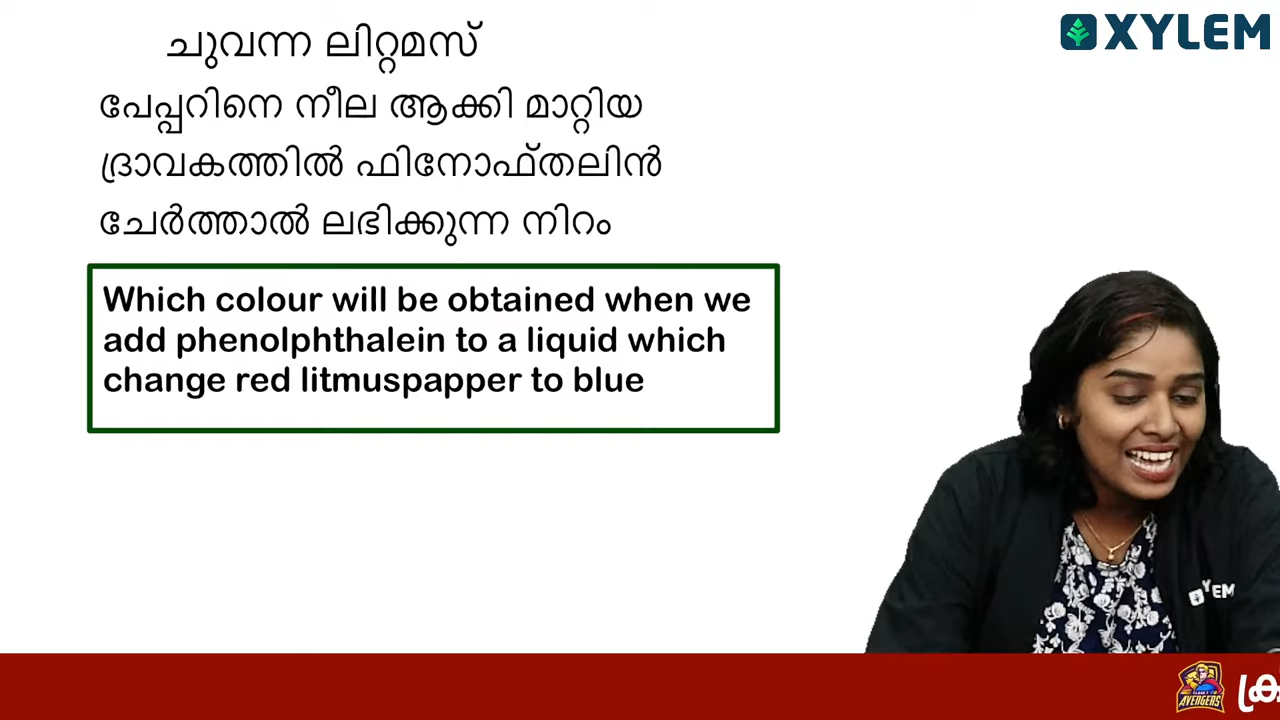 XYLEM
ചുവന്ന ലിറ്റമസ്
പേപ്പറിനെ നീല ആക്കി മാറ്റിയ
ദ്രാവകത്തിൽ ഫിനോഫ്തലിൻ
ചേർത്താൽ ലഭിക്കുന്ന നിറം
Which colour will be obtained when we
add phenolphthalein to a liquid which
change red litmuspapper to blue
XYLEM
AVENGERS